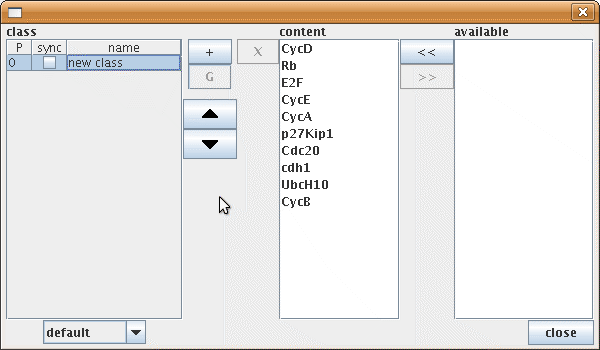 class
content
available
P sync name
0 new class
+
G
X
CycD
Rb
E2F
CycE
CycA
p27Kip1
Cdc20
cdh1
UbcH10
CycB
<<
>>
default
close